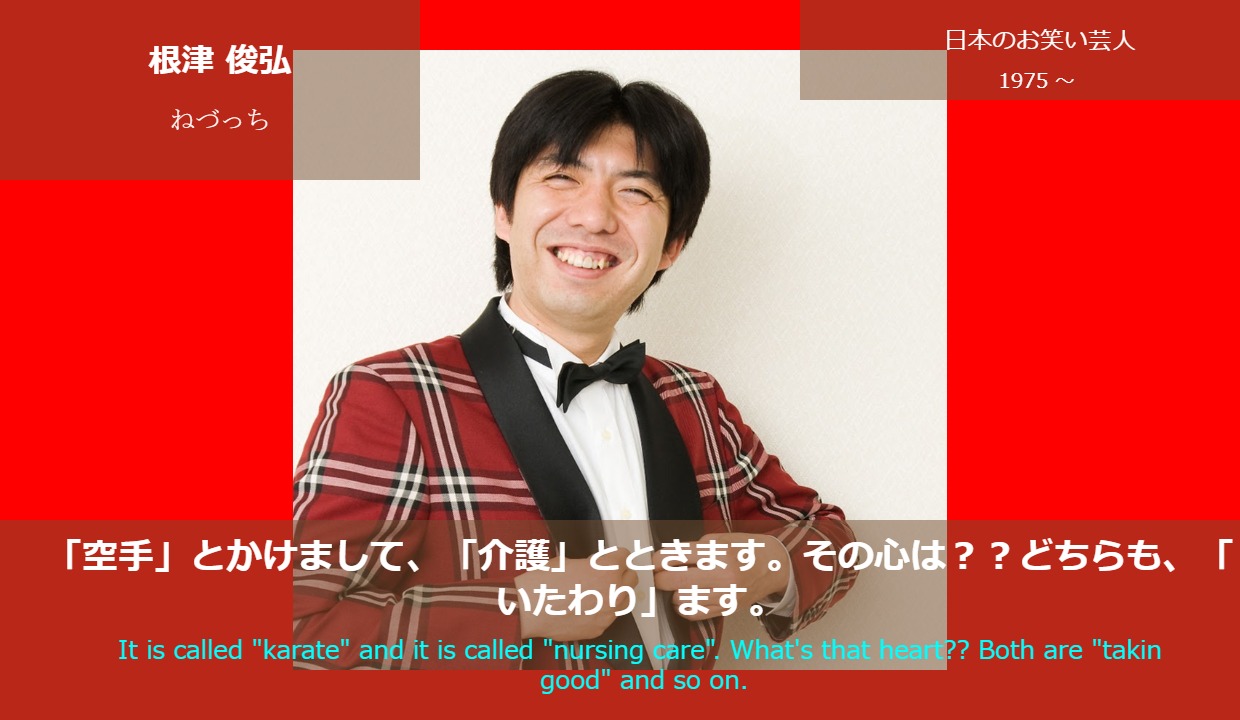 根津 俊弘
ねづっち
日本のお笑い芸人
1975 ～
「空手」とかけまして、「介護」とときます。その心は？？どちらも、「
いたわり」ます。
It is called "karate" and it is called "nursing care". What's that heart?? Both are "takin
good" and so on.